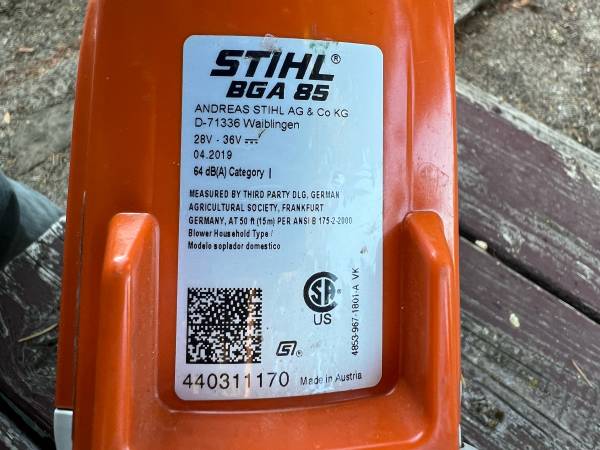 STIHL®
BGA 85
ANDREAS STIHL AG & Co KG
D-71336 Waiblingen
28V - 36V ⎓
04.2019
64 dB(A) Category I
MEASURED BY THIRD PARTY DLG, GERMAN
AGRICULTURAL SOCIETY, FRANKFURT
GERMANY, AT 50 ft (15m) PER ANSI B 175-2-2000
Blower Household Type /
Modelo soplador domestico
SA
US
4853-967-1801-A VK
G®
440311170 Made in Austria